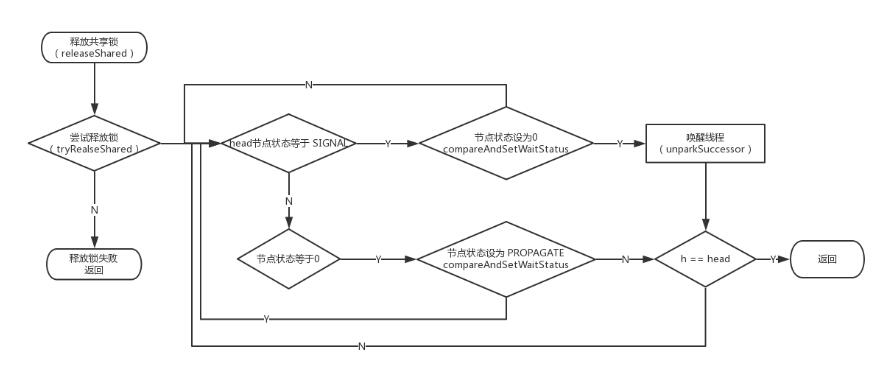 释放共享锁
（releaseShared）
N
尝试释放锁
（tryRealseShared）
head节点状态等于 SIGNAL
Y
节点状态设为0
compareAndSetWaitStatus
Y
唤醒线程
（unparkSuccessor）
N
N
释放锁失败
返回
节点状态等于0
Y
节点状态设为 PROPAGATE
compareAndSetWaitStatus
N
h == head
Y
返回
Y
N